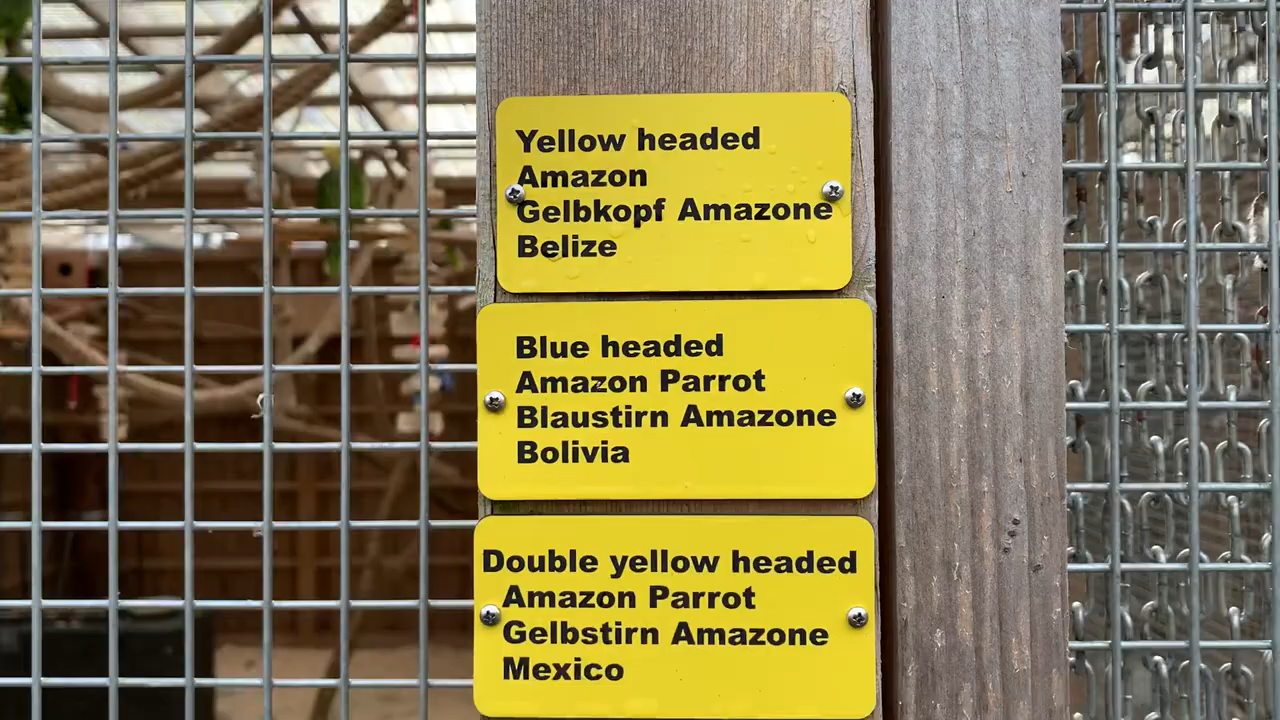 Yellow headed
Amazon
Gelbkopf Amazone
Belize
Blue headed
Amazon Parrot
Blaustirn Amazone
Bolivia
Double yellow headed
Amazon Parrot
Gelbstirn Amazone
Mexico